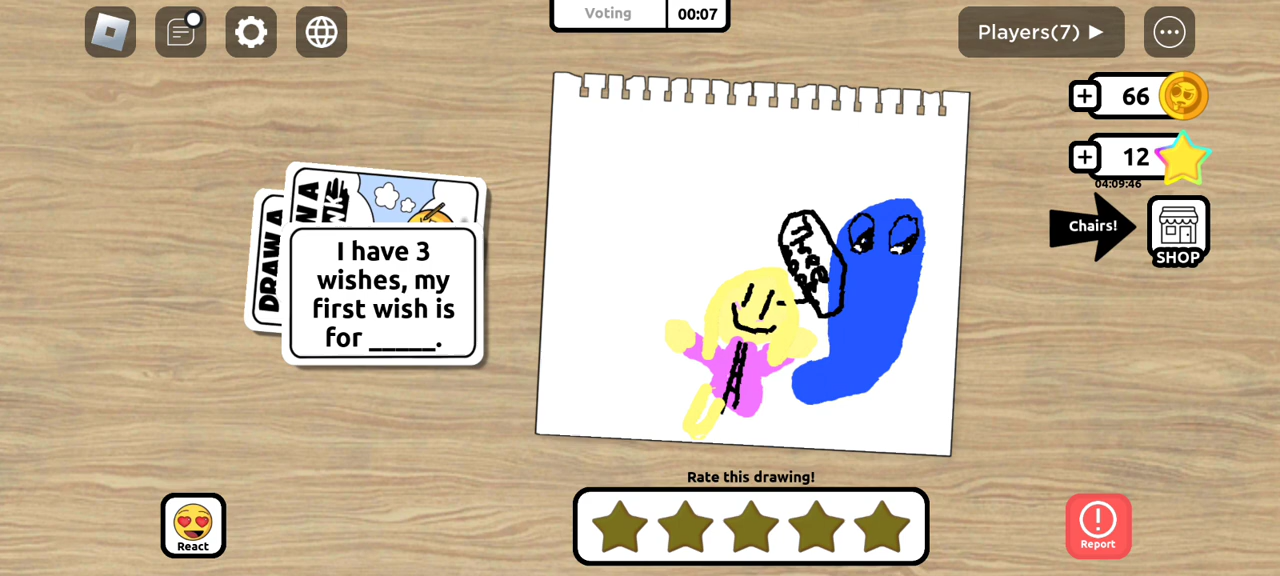 Voting 00:07
Players(7)
66
12
04:09:46
Chairs!
SHOP
DRAW A
I have 3
wishes, my
first wish is
for _____.
Rate this drawing!
React
Report